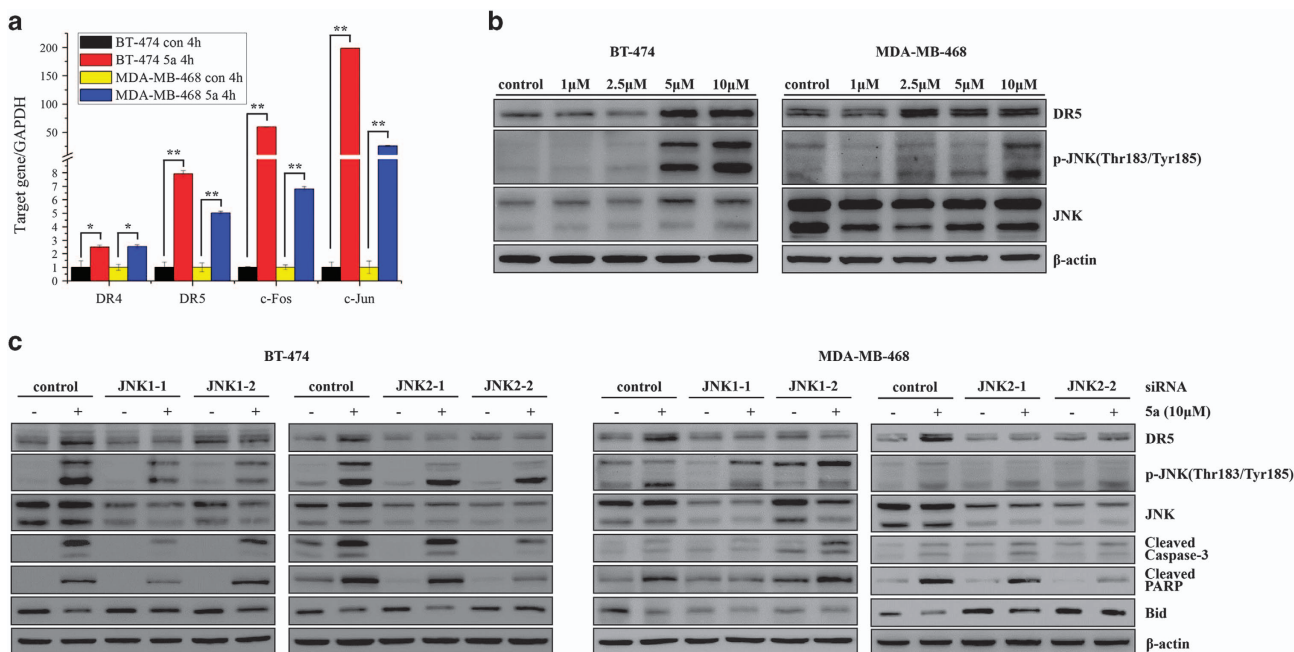 a
Target gene/GAPDH
200
150
100
50
8
7
6
5
4
3
2
1
0
BT-474 con 4h
BT-474 5a 4h
MDA-MB-468 con 4h
MDA-MB-468 5a 4h
* * ** ** ** ** ** **
DR4 DR5 c-Fos c-Jun
b
BT-474 MDA-MB-468
control 1μM 2.5μM 5μM 10μM control 1μM 2.5μM 5μM 10μM
DR5
p-JNK(Thr183/Tyr185)
JNK
β-actin
c
BT-474 MDA-MB-468
control JNK1-1 JNK1-2 control JNK2-1 JNK2-2 control JNK1-1 JNK1-2 control JNK2-1 JNK2-2 siRNA
- + - + - + - + - + - + - + - + - + - + - + - + 5a (10μM)
DR5
p-JNK(Thr183/Tyr185)
JNK
Cleaved
Caspase-3
Cleaved
PARP
Bid
β-actin